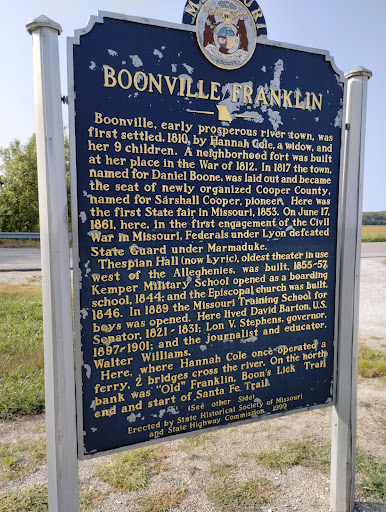 MISSOURI
BOONVILLE, FRANKLIN
Boonville, early prosperous river town, was
first settled, 1810, by Hannah Cole, a widow, and
her 9 children. A neighborhood fort was built
at her place in the War of 1812. In 1817 the town,
named for Daniel Boone, was laid out and became
the seat of newly organized Cooper County,
named for Sarshall Cooper, pioneer. Here was
the first State fair in Missouri, 1853. On June 17,
1861, here, in the first engagement of the Civil
War in Missouri, Federals under Lyon defeated
State Guard under Marmaduke.
Thespian Hall (now Lyric), oldest theater in use
west of the Alleghenies, was built, 1855-57.
Kemper Military School opened as a boarding
school, 1844; and the Episcopal church was built,
1846. In 1889 the Missouri Training School for
boys was opened. Here lived David Barton, U.S.
Senator, 1821-1831; Lon V. Stephens, governor,
1897-1901; and the journalist and educator,
Walter Williams.
Here, where Hannah Cole once operated a
ferry, 2 bridges cross the river. On the north
bank was "Old" Franklin, Boon's Lick Trail
end and start of Santa Fe Trail.
(See other Side)
Erected by State Historical Society of Missouri
and State Highway Commission, 1999